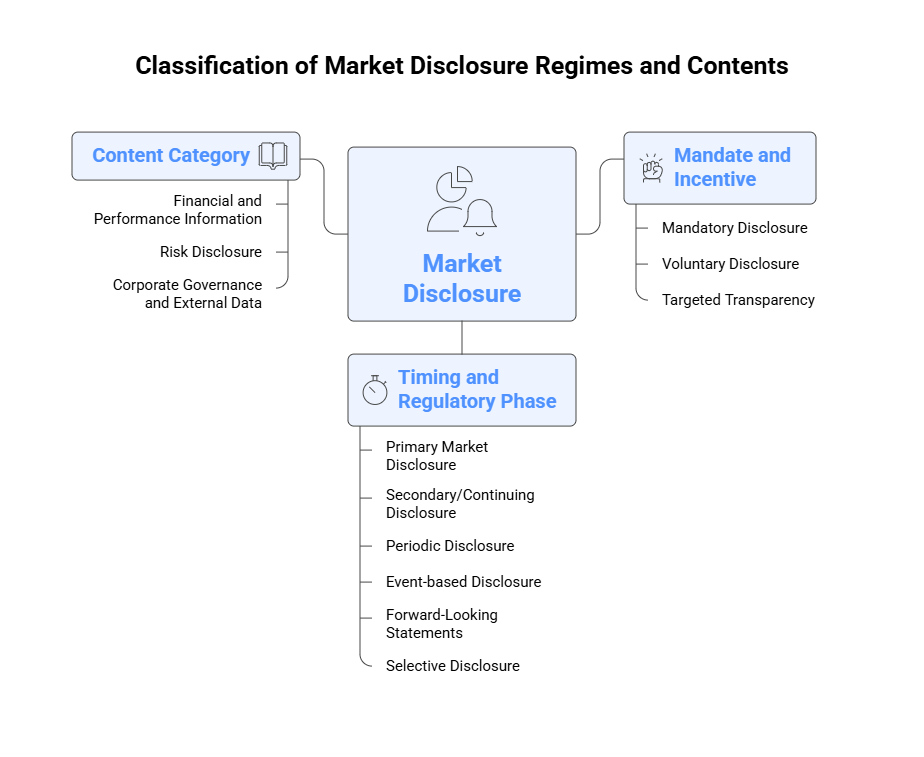 Classification of Market Disclosure Regimes and Contents
Content Category
Financial and
Performance Information
Risk Disclosure
Corporate Governance
and External Data
Market
Disclosure
Mandate and
Incentive
Mandatory Disclosure
Voluntary Disclosure
Targeted Transparency
Timing and
Regulatory Phase
Primary Market
Disclosure
Secondary/Continuing
Disclosure
Periodic Disclosure
Event-based Disclosure
Forward-Looking
Statements
Selective Disclosure